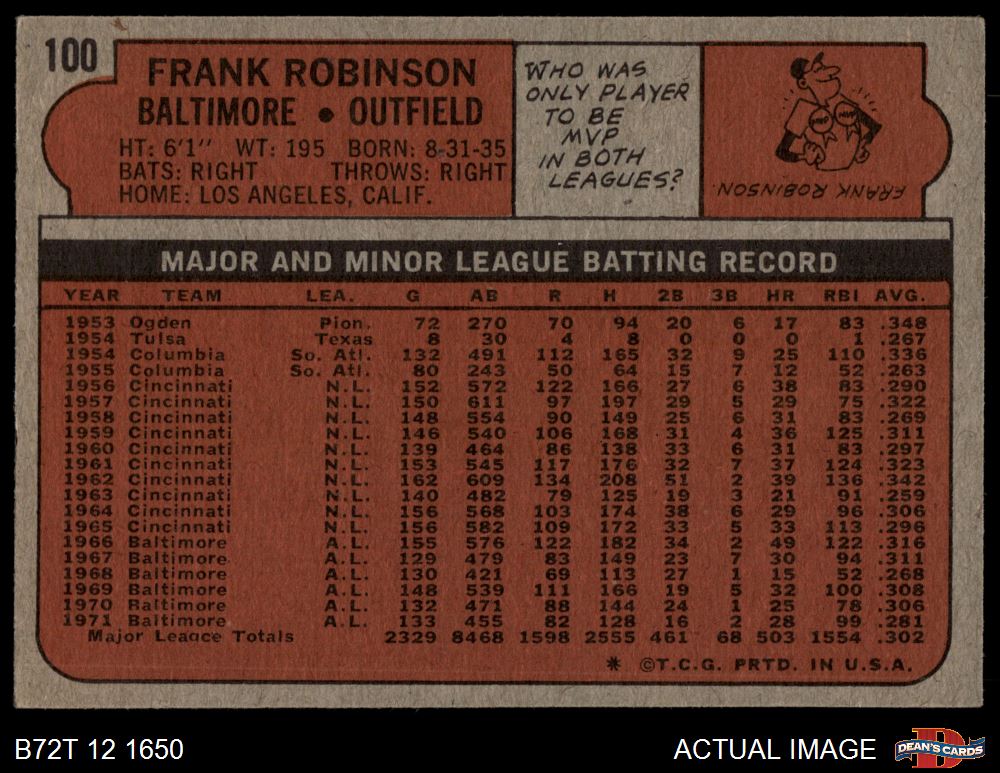 100
FRANK ROBINSON
BALTIMORE • OUTFIELD
HT: 6'1" WT: 195 BORN: 8-31-35
BATS: RIGHT THROWS: RIGHT
HOME: LOS ANGELES, CALIF.
WHO WAS
ONLY PLAYER
TO BE
MVP
IN BOTH
LEAGUES?
MVP MVP
FRANK ROBINSON.
MAJOR AND MINOR LEAGUE BATTING RECORD
YEAR TEAM LEA. G AB R H 2B 3B HR RBI AVG.
1953 Ogden Pion. 72 270 70 94 20 6 17 83 .348
1954 Tulsa Texas 8 30 4 8 0 0 0 1 .267
1954 Columbia So. Atl. 132 491 112 165 32 9 25 110 .336
1955 Columbia So. Atl. 80 243 50 64 15 7 12 52 .263
1956 Cincinnati N.L. 152 572 122 166 27 6 38 83 .290
1957 Cincinnati N.L. 150 611 97 197 29 5 29 75 .322
1958 Cincinnati N.L. 148 554 90 149 25 6 31 83 .269
1959 Cincinnati N.L. 146 540 106 168 31 4 36 125 .311
1960 Cincinnati N.L. 139 464 86 138 33 6 31 83 .297
1961 Cincinnati N.L. 153 545 117 176 32 7 37 124 .323
1962 Cincinnati N.L. 162 609 134 208 51 2 39 136 .342
1963 Cincinnati N.L. 140 482 79 125 19 3 21 91 .259
1964 Cincinnati N.L. 156 568 103 174 38 6 29 96 .306
1965 Cincinnati N.L. 156 582 109 172 33 5 33 113 .296
1966 Baltimore A.L. 155 576 122 182 34 2 49 122 .316
1967 Baltimore A.L. 129 479 83 149 23 7 30 94 .311
1968 Baltimore A.L. 130 421 69 113 27 1 15 52 .268
1969 Baltimore A.L. 148 539 111 166 19 5 32 100 .308
1970 Baltimore A.L. 132 471 88 144 24 1 25 78 .306
1971 Baltimore A.L. 133 455 82 128 16 2 28 99 .281
Major League Totals 2329 8468 1598 2555 461 68 503 1554 .302
* ©T.C.G. PRTD. IN U.S.A.
B72T 12 1650
ACTUAL IMAGE
D
DEAN'S CARDS